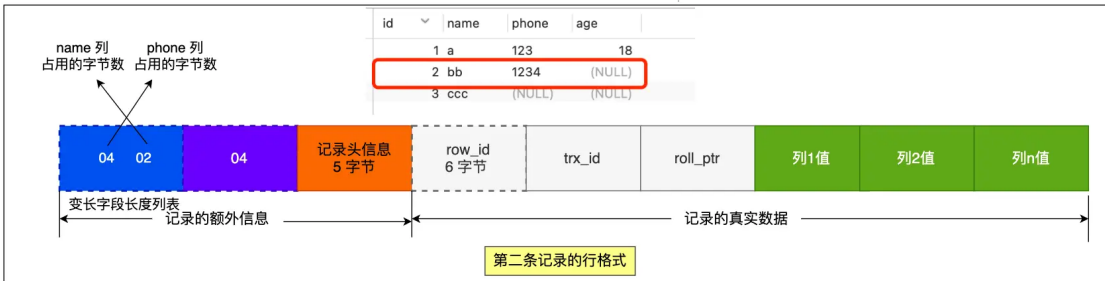 id name phone age
1 a 123 18
2 bb 1234 (NULL)
3 ccc (NULL) (NULL)
name 列 phone 列
占用的字节数 占用的字节数
04 02 04 记录头信息 row_id trx_id roll_ptr 列1值 列2值 列n值
5 字节 6 字节
变长字段长度列表
记录的额外信息 记录的真实数据
第二条记录的行格式